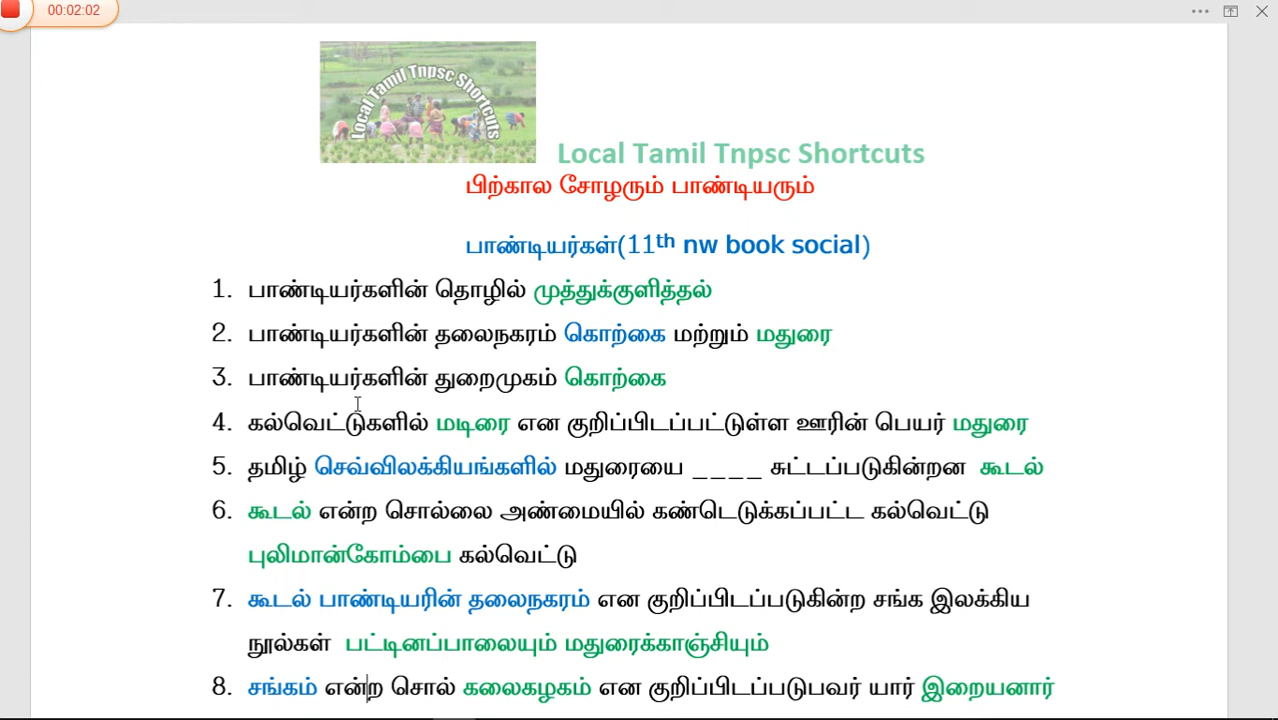 00:02:02
Local Tamil Tnpsc Shortcuts
Local Tamil Tnpsc Shortcuts
பிற்கால சோழரும் பாண்டியரும்
பாண்டியர்கள்(11th nw book social)
1. பாண்டியர்களின் தொழில் முத்துக்குளித்தல்
2. பாண்டியர்களின் தலைநகரம் கொற்கை மற்றும் மதுரை
3. பாண்டியர்களின் துறைமுகம் கொற்கை
4. கல்வெட்டுகளில் மடிரை என குறிப்பிடப்பட்டுள்ள ஊரின் பெயர் மதுரை
5. தமிழ் செவ்விலக்கியங்களில் மதுரையை ____ சுட்டப்படுகின்றன கூடல்
6. கூடல் என்ற சொல்லை அண்மையில் கண்டெடுக்கப்பட்ட கல்வெட்டு
புலிமான்கோம்பை கல்வெட்டு
7. கூடல் பாண்டியரின் தலைநகரம் என குறிப்பிடப்படுகின்ற சங்க இலக்கிய
நூல்கள் பட்டினப்பாலையும் மதுரைக்காஞ்சியும்
8. சங்கம் என்ற சொல் கலைகழகம் என குறிப்பிடப்படுபவர் யார் இறையனார்